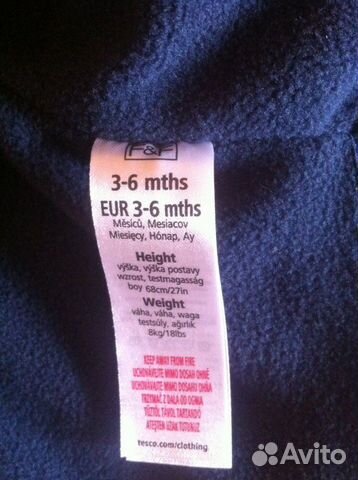 F&F
3-6 mths
EUR 3-6 mths
Měsíců, Mesiacov
Miesięcy, Hónap, Ay
Height
výška, výška postavy
wzrost, testmagasság
boy 68cm/27in
Weight
váha, váha, waga
testsúly, ağırlık
8kg/18lbs
KEEP AWAY FROM FIRE
UCHOVÁVEJTE MIMO DOSAH OHNĚ
UCHOVÁVAJTE MIMO DOSAHU OHŇA
TRZYMAĆ Z DALA OD OGNIA
TŰZTŐL TÁVOL TARTANDÓ
ATEŞTEN UZAK TUTUNUZ
tesco.com/clothing
Avito